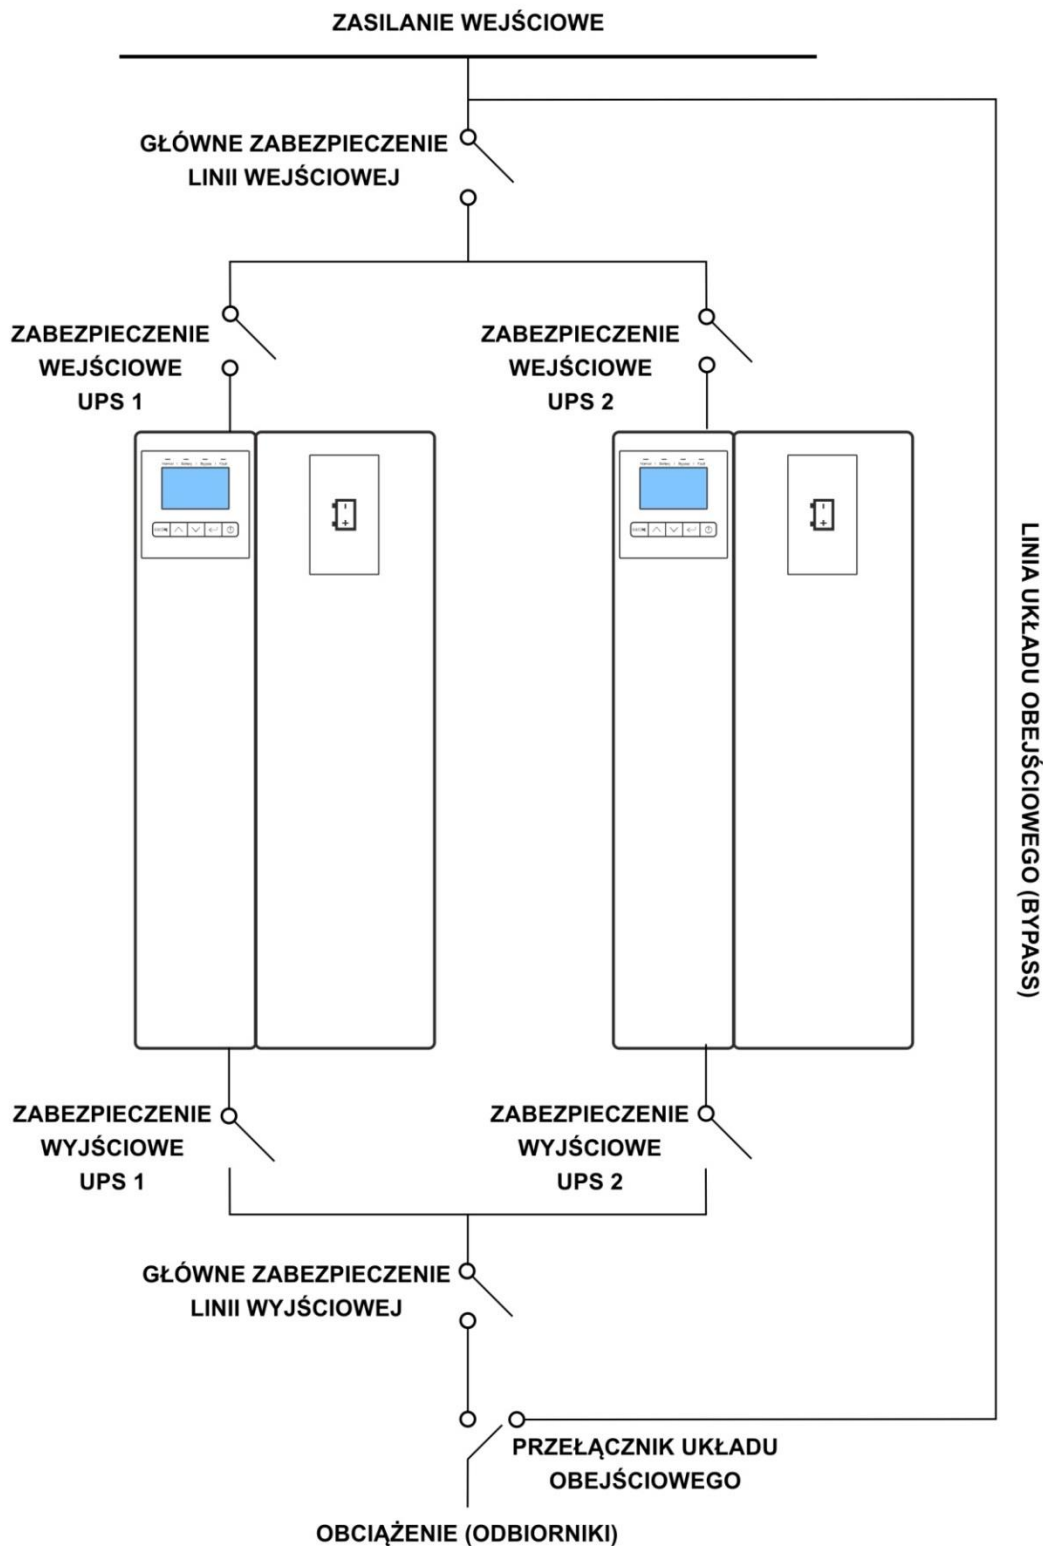 ZASILANIE WEJŚCIOWE
GŁÓWNE ZABEZPIECZENIE
LINII WEJŚCIOWEJ
ZABEZPIECZENIE
WEJŚCIOWE
UPS 1
ZABEZPIECZENIE
WEJŚCIOWE
UPS 2
LINIA UKŁADU OBEJŚCIOWEGO (BYPASS)
ZABEZPIECZENIE
WYJŚCIOWE
UPS 1
ZABEZPIECZENIE
WYJŚCIOWE
UPS 2
GŁÓWNE ZABEZPIECZENIE
LINII WYJŚCIOWEJ
PRZEŁĄCZNIK UKŁADU
OBEJŚCIOWEGO
OBCIĄŻENIE (ODBIORNIKI)